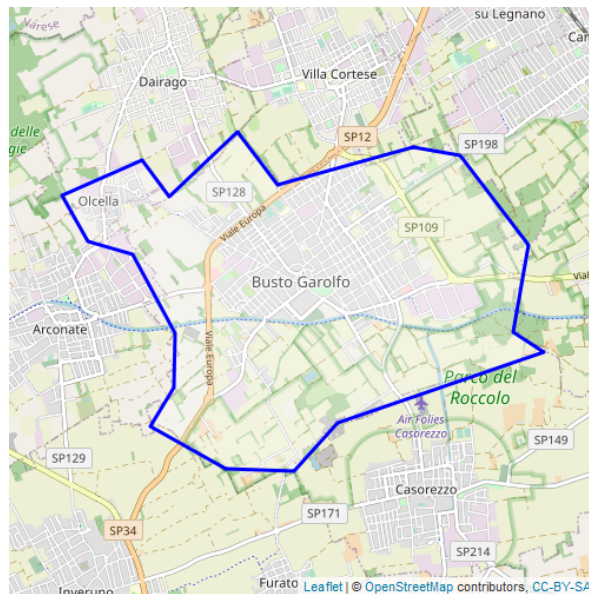 Varese
su Legnano
Dairago
Villa Cortese
SP12
SP198
SP128
Olcella
Viale Europa
SP109
Busto Garolfo
Arconate
Viale Europa
Parco del
Roccolo
Air Folies
Casorezzo
SP149
SP129
Casorezzo
SP171
SP34
SP214
Furato
Inveruno
Leaflet | © OpenStreetMap contributors, CC-BY-SA